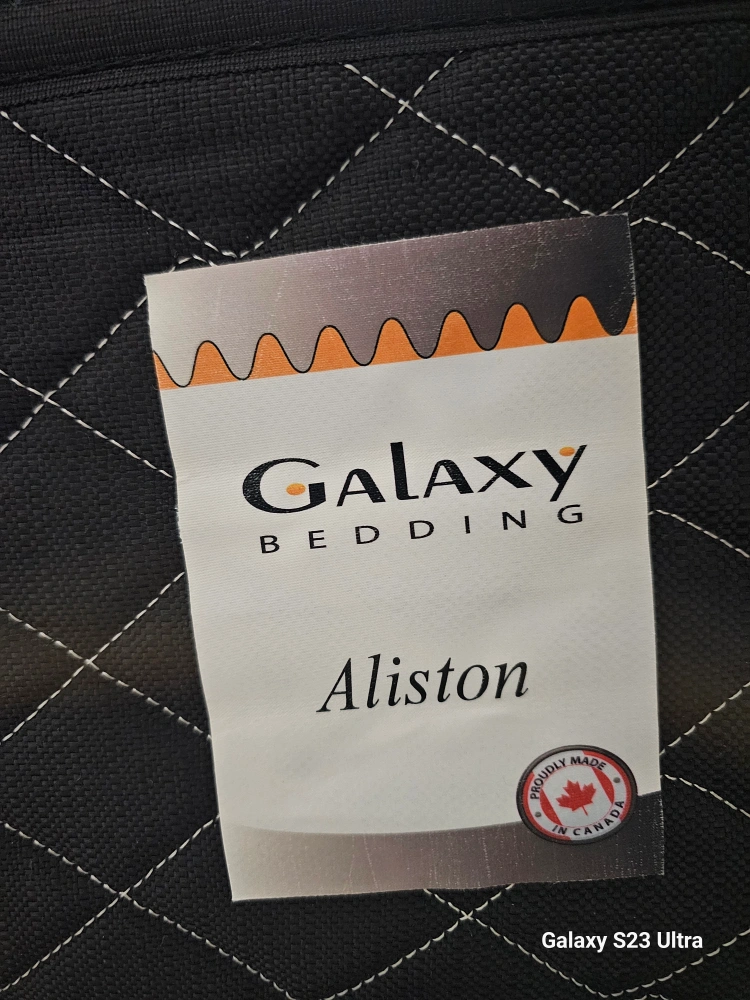 Galaxy
BEDDING
Aliston
PROUDLY MADE
IN CANADA
Galaxy S23 Ultra